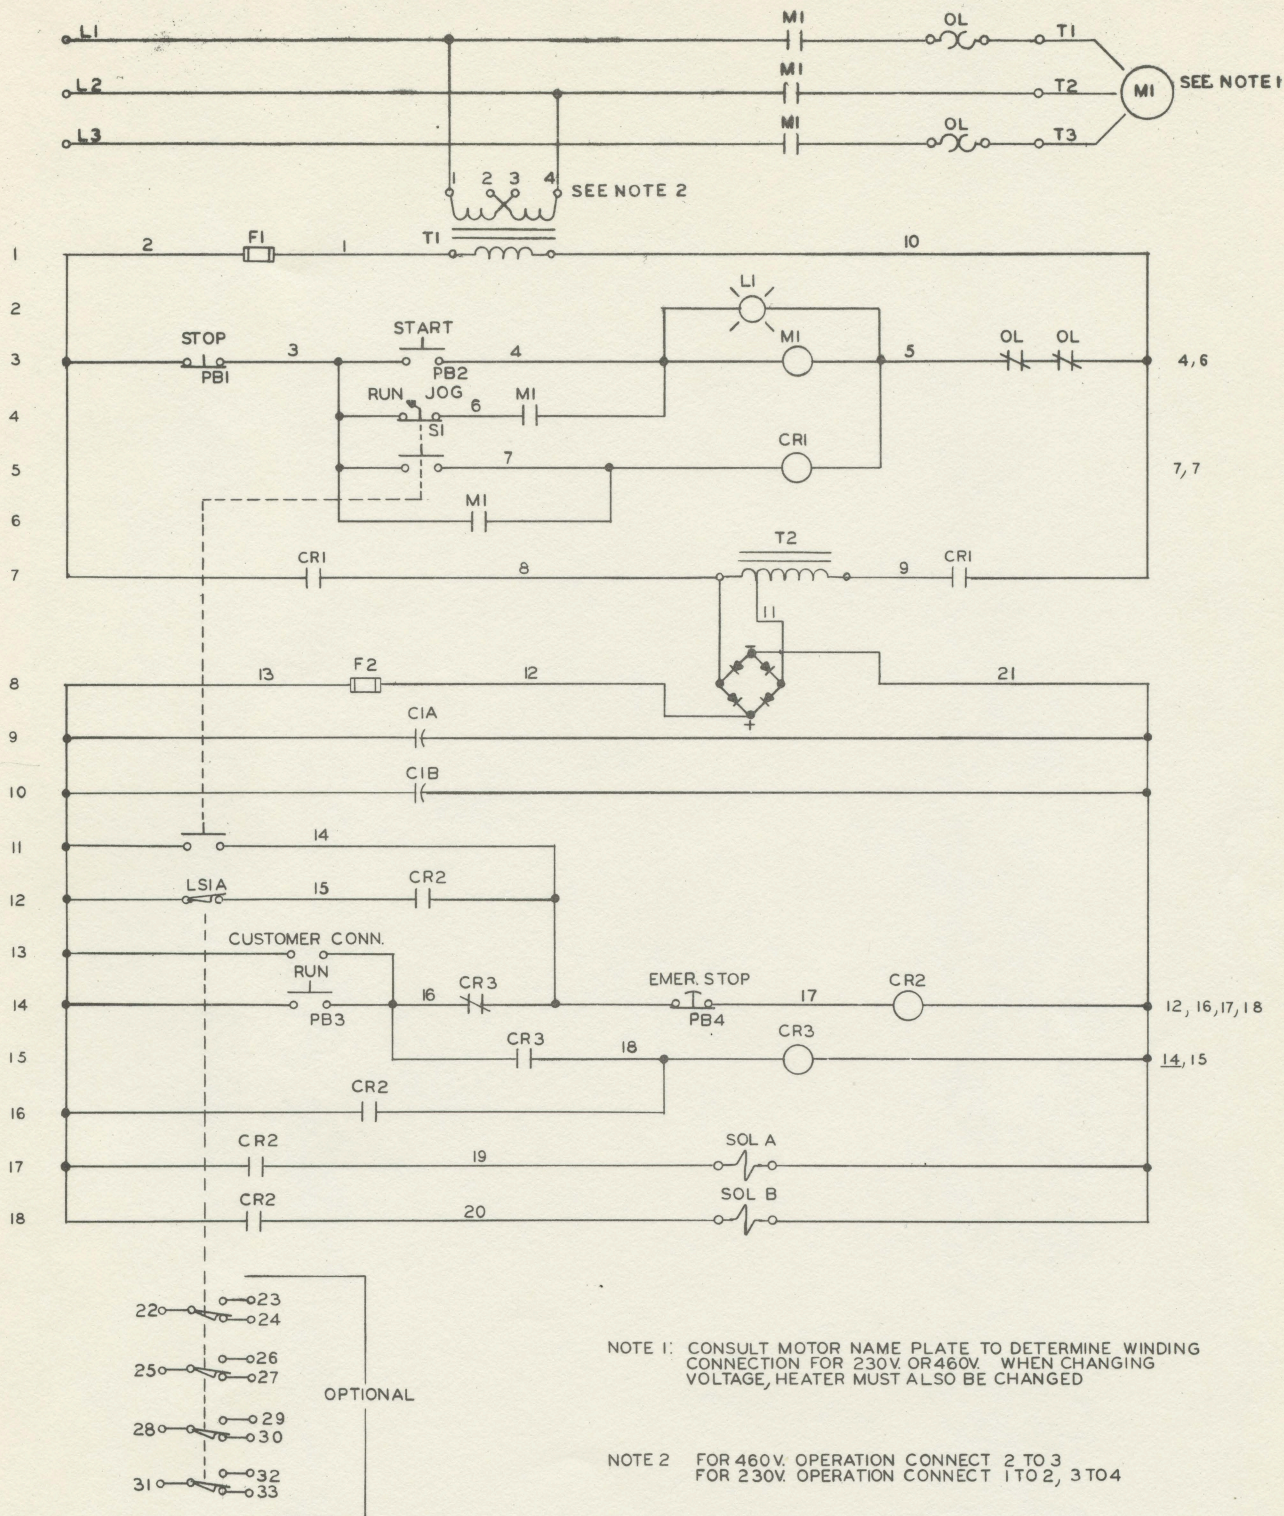 L1 M1 OL T1
L2 M1 T2 M1 SEE NOTE 1
L3 M1 OL T3
1 2 3 4 SEE NOTE 2
1 2 F1 1 T1 10
2 L1
STOP START M1 OL OL
3 3 4 5 4,6
PB1 PB2
RUN JOG
4 6 M1
S1
CR1
5 7 7,7
6 M1
T2
7 CR1 8 9 CR1
11
-
8 13 F2 12 21
+
9 C1A
10 C1B
11 14
12 LS1A 15 CR2
13 CUSTOMER CONN.
RUN
14 16 CR3 EMER. STOP 17 CR2 12, 16,17,18
PB3 PB4
15 CR3 18 CR3 14,15
16 CR2
17 CR2 19 SOL A
18 CR2 20 SOL B
22 23
24
25 26
27
OPTIONAL
28 29
30
31 32
33
NOTE 1: CONSULT MOTOR NAME PLATE TO DETERMINE WINDING
CONNECTION FOR 230V. OR 460V. WHEN CHANGING
VOLTAGE, HEATER MUST ALSO BE CHANGED
NOTE 2 FOR 460V. OPERATION CONNECT 2 TO 3
FOR 230V. OPERATION CONNECT 1 TO 2, 3 TO 4